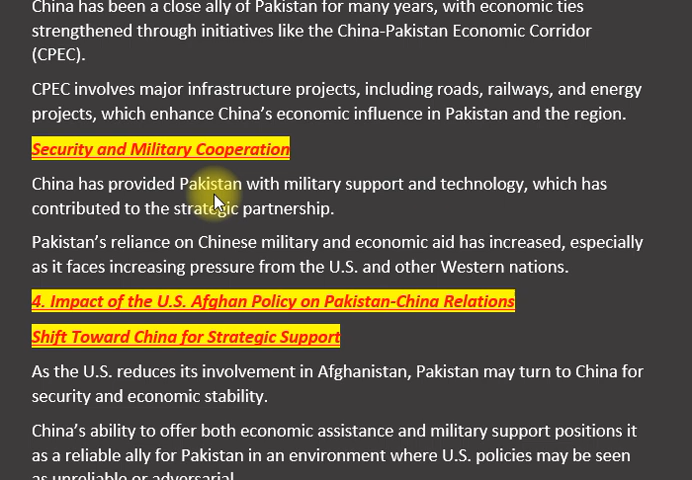 China has been a close ally of Pakistan for many years, with economic ties
strengthened through initiatives like the China-Pakistan Economic Corridor
(CPEC).
CPEC involves major infrastructure projects, including roads, railways, and energy
projects, which enhance China’s economic influence in Pakistan and the region.
Security and Military Cooperation
China has provided Pakistan with military support and technology, which has
contributed to the strategic partnership.
Pakistan’s reliance on Chinese military and economic aid has increased, especially
as it faces increasing pressure from the U.S. and other Western nations.
4. Impact of the U.S. Afghan Policy on Pakistan-China Relations
Shift Toward China for Strategic Support
As the U.S. reduces its involvement in Afghanistan, Pakistan may turn to China for
security and economic stability.
China’s ability to offer both economic assistance and military support positions it
as a reliable ally for Pakistan in an environment where U.S. policies may be seen
as unreliable or adversarial.